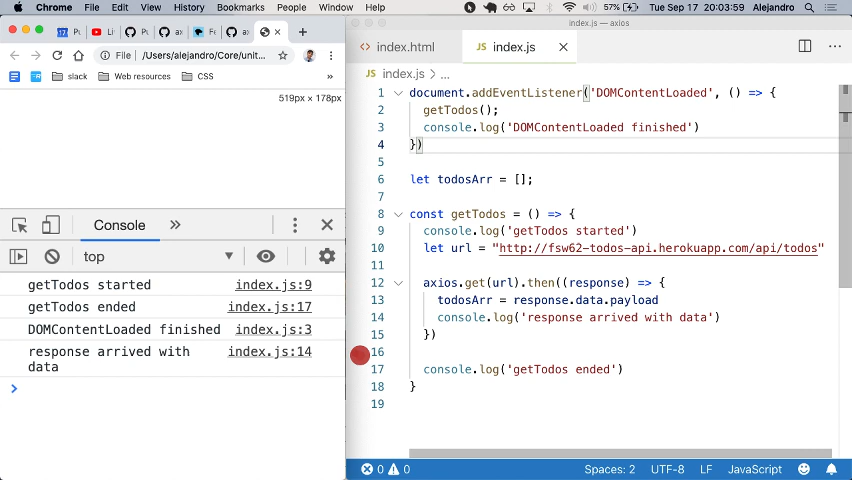 Chrome File Edit View History Bookmarks People Window Help
57% Tue Sep 17 20:03:59 Alejandro
index.js — axios
File /Users/alejandro/Core/unit...
slack Web resources CSS »
519px × 178px
Console »
top
getTodos started index.js:9
getTodos ended index.js:17
DOMContentLoaded finished index.js:3
response arrived with index.js:14
data
>
<> index.html JS index.js
JS index.js > ...
1 document.addEventListener('DOMContentLoaded', () => {
2 getTodos();
3 console.log('DOMContentLoaded finished')
4 })
5
6 let todosArr = [];
7
8 const getTodos = () => {
9 console.log('getTodos started')
10 let url = "http://fsw62-todos-api.herokuapp.com/api/todos"
11
12 axios.get(url).then((response) => {
13 todosArr = response.data.payload
14 console.log('response arrived with data')
15 })
16
17 console.log('getTodos ended')
18 }
19
0 0 Spaces: 2 UTF-8 LF JavaScript